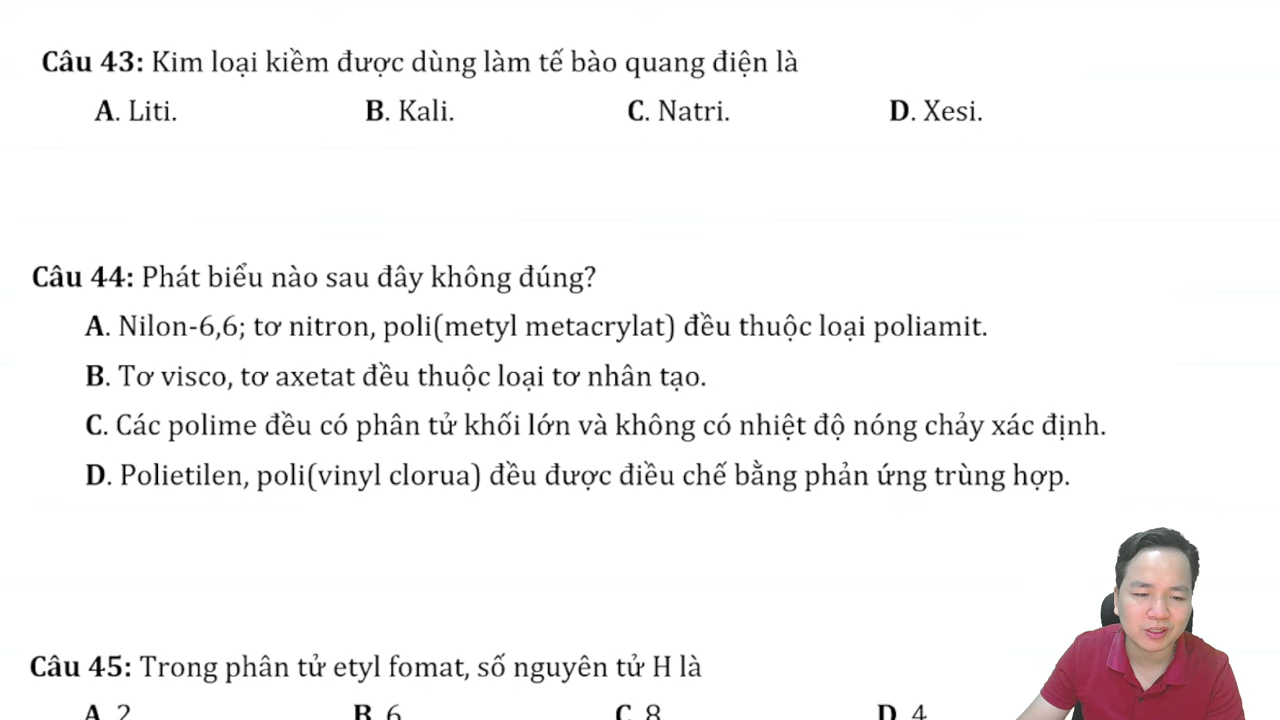 Câu 43: Kim loại kiềm được dùng làm tế bào quang điện là
A. Liti. B. Kali. C. Natri. D. Xesi.
Câu 44: Phát biểu nào sau đây không đúng?
A. Nilon-6,6; tơ nitron, poli(metyl metacrylat) đều thuộc loại poliamit.
B. Tơ visco, tơ axetat đều thuộc loại tơ nhân tạo.
C. Các polime đều có phân tử khối lớn và không có nhiệt độ nóng chảy xác định.
D. Polietilen, poli(vinyl clorua) đều được điều chế bằng phản ứng trùng hợp.
Câu 45: Trong phân tử etyl fomat, số nguyên tử H là
A 2 B 6 C 8 D 4